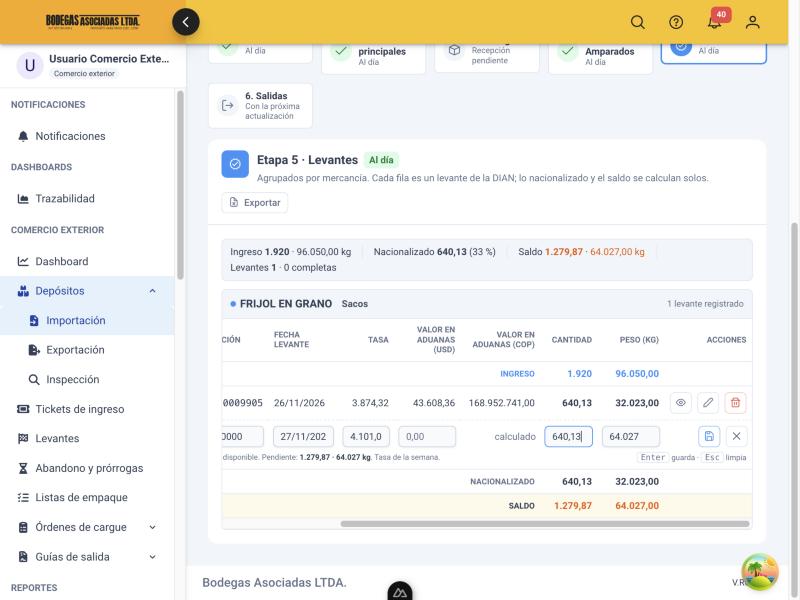 BODEGAS ASOCIADAS LTDA.
40
U
Usuario Comercio Exte...
Comercio exterior
NOTIFICACIONES
Notificaciones
DASHBOARDS
Trazabilidad
COMERCIO EXTERIOR
Dashboard
Depósitos
Importación
Exportación
Inspección
Tickets de ingreso
Levantes
Abandono y prórrogas
Listas de empaque
Órdenes de cargue
Guías de salida
REPORTES
Al día
principales
Al día
Recepción
pendiente
Amparados
Al día
Al día
6. Salidas
Con la próxima
actualización
Etapa 5 · Levantes Al día
Agrupados por mercancía. Cada fila es un levante de la DIAN; lo nacionalizado y el saldo se calculan solos.
Exportar
Ingreso 1.920 · 96.050,00 kg Nacionalizado 640,13 (33 %) Saldo 1.279,87 · 64.027,00 kg
Levantes 1 · 0 completas
FRIJOL EN GRANO Sacos 1 levante registrado
CIÓN FECHA LEVANTE TASA VALOR EN ADUANAS (USD) VALOR EN ADUANAS (COP) CANTIDAD PESO (KG) ACCIONES
INGRESO 1.920 96.050,00
0009905 26/11/2026 3.874,32 43.608,36 168.952.741,00 640,13 32.023,00
0000 27/11/202 4.101,0 0,00 calculado 640,13 64.027
disponible. Pendiente: 1.279,87 · 64.027 kg. Tasa de la semana. Enter guarda · Esc limpia
NACIONALIZADO 640,13 32.023,00
SALDO 1.279,87 64.027,00
Bodegas Asociadas LTDA.